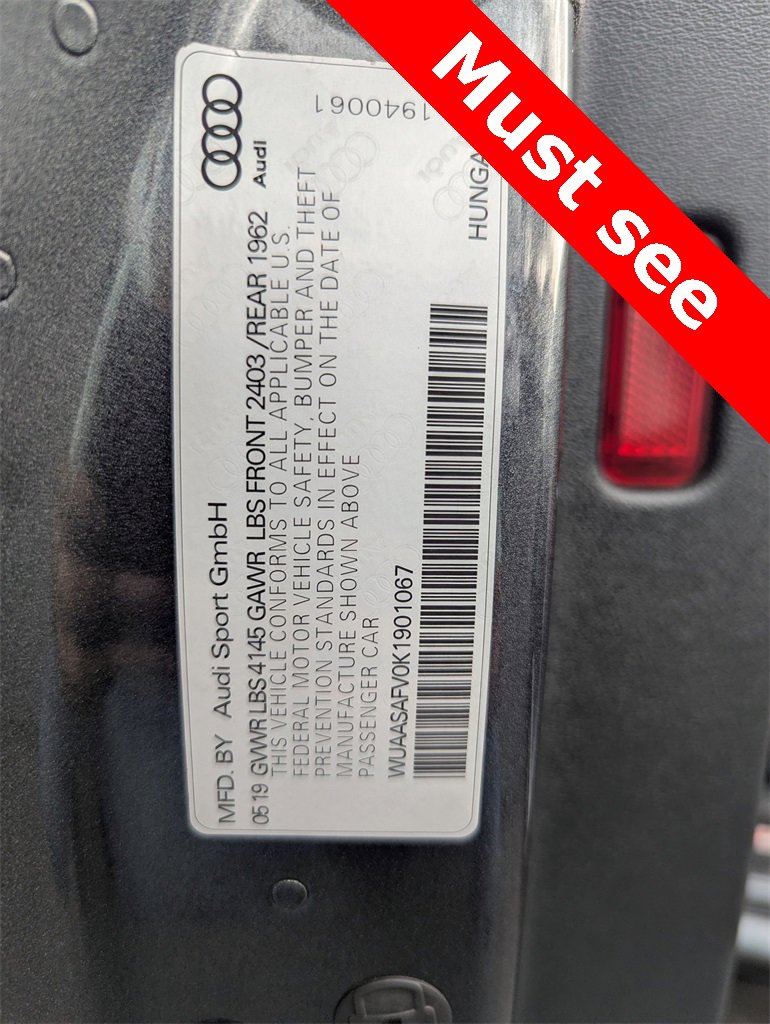 Must see
MFD. BY Audi Sport GmbH
05 19 GVWR LBS 4145 GAWR LBS FRONT 2403 /REAR 1962
THIS VEHICLE CONFORMS TO ALL APPLICABLE U.S.
FEDERAL MOTOR VEHICLE SAFETY, BUMPER AND THEFT
PREVENTION STANDARDS IN EFFECT ON THE DATE OF
MANUFACTURE SHOWN ABOVE
PASSENGER CAR
WUAASAFV0K1901067
Audi
1940061